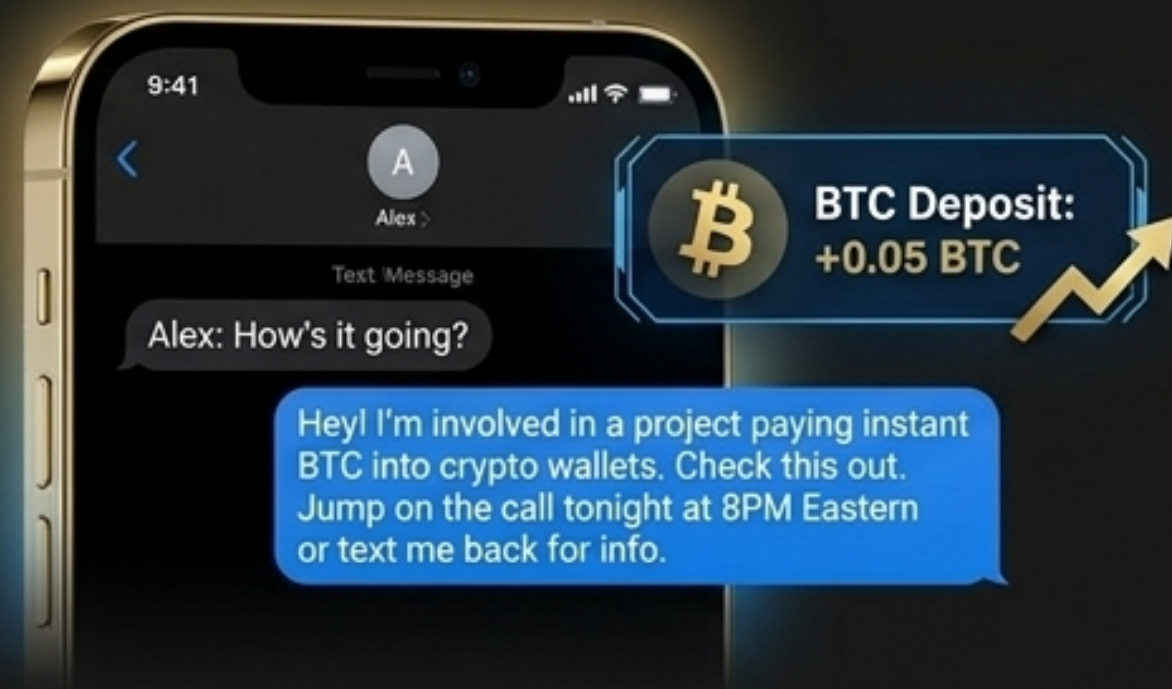 9:41
A
Alex >
Text Message
Alex: How's it going?
BTC Deposit:
+0.05 BTC
Hey! I'm involved in a project paying instant
BTC into crypto wallets. Check this out.
Jump on the call tonight at 8PM Eastern
or text me back for info.